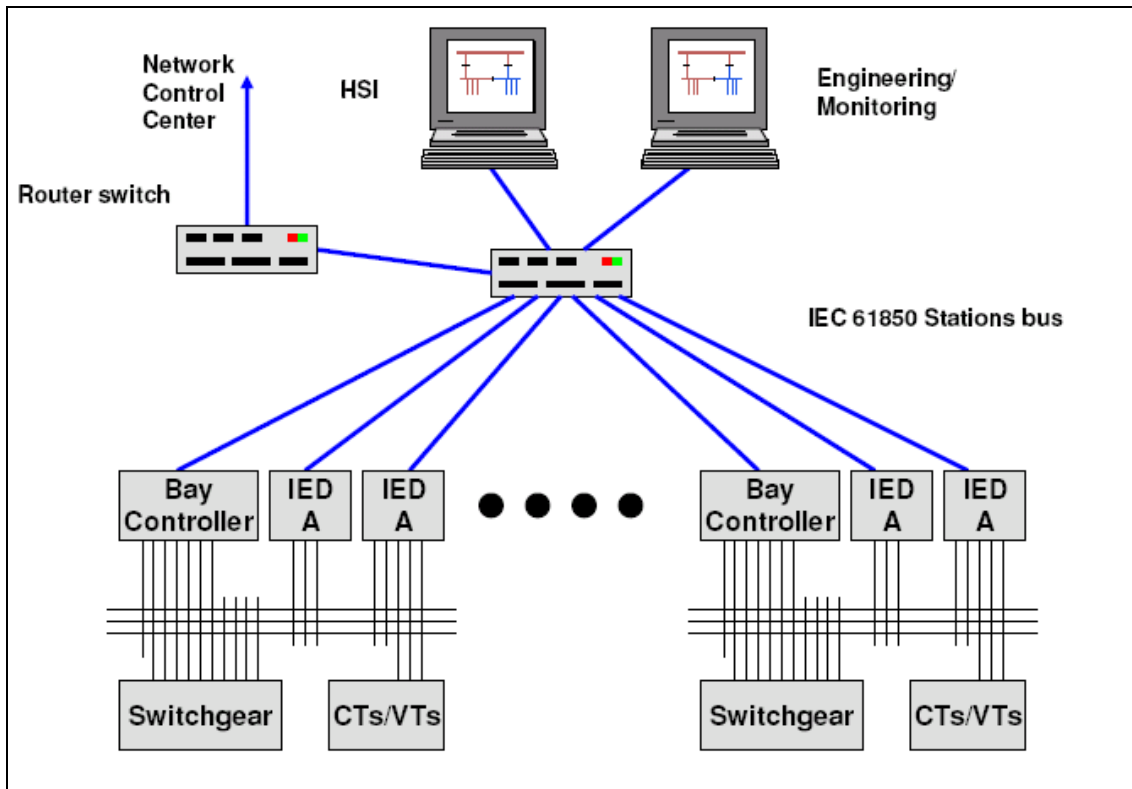 Network
Control
Center
HSI
Engineering/
Monitoring
Router switch
IEC 61850 Stations bus
Bay
Controller
IED
A
IED
A
Bay
Controller
IED
A
IED
A
Switchgear
CTs/VTs
Switchgear
CTs/VTs